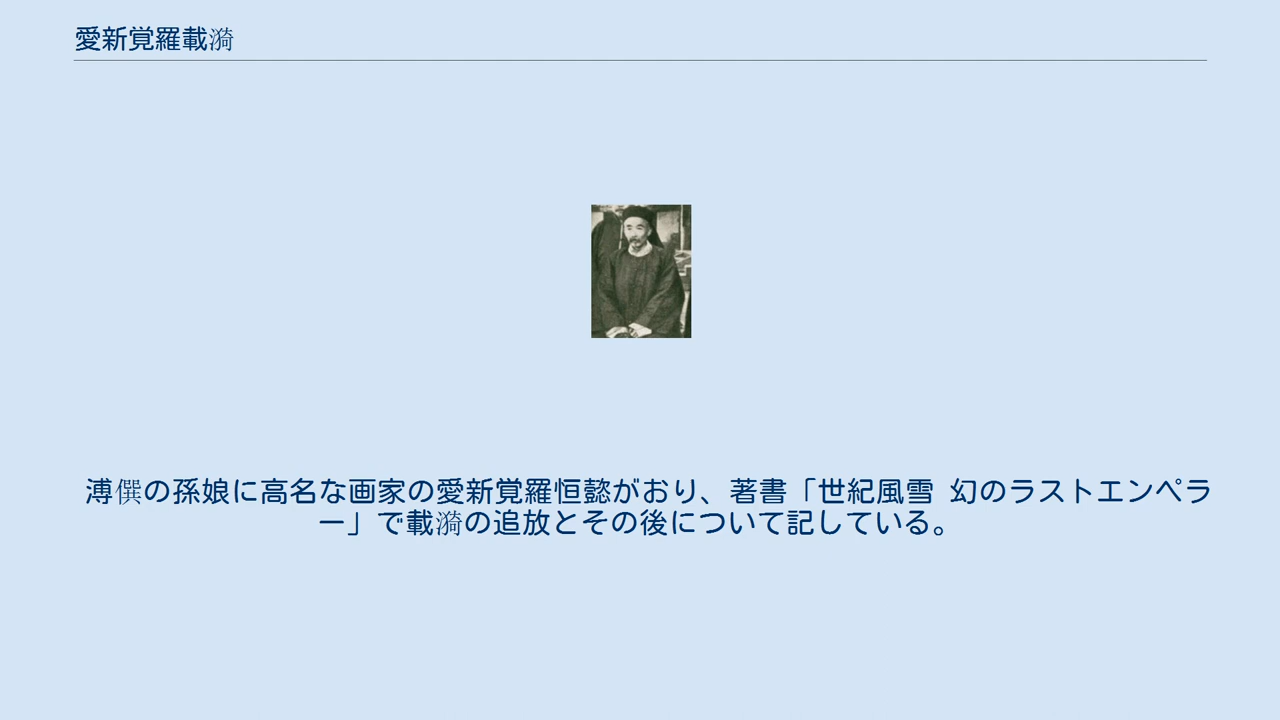 愛新覚羅載漪
溥僎の孫娘に高名な画家の愛新覚羅恒懿がおり、著書「世紀風雪 幻のラストエンペラ
ー」で載漪の追放とその後について記している。